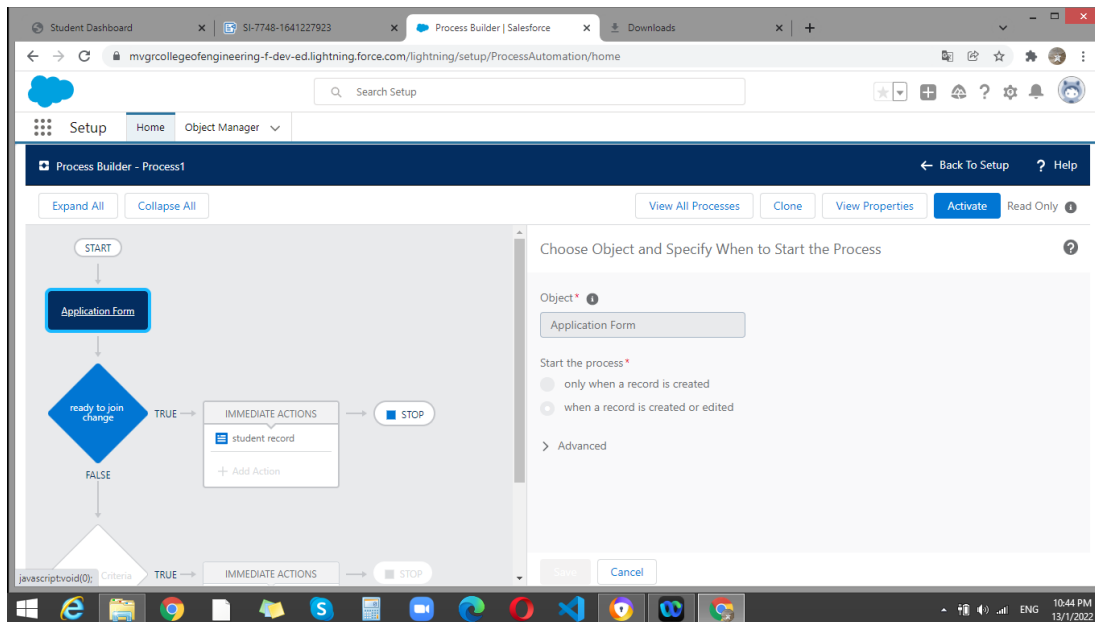 Student Dashboard
SI-7748-1641227923
Process Builder | Salesforce
Downloads
mvgrcollegeofengineering-f-dev-ed.lightning.force.com/lightning/setup/ProcessAutomation/home
Search Setup
Setup
Home
Object Manager
Process Builder - Process1
Back To Setup
? Help
Expand All
Collapse All
View All Processes
Clone
View Properties
Activate
Read Only
START
Application Form
ready to join
change
TRUE
IMMEDIATE ACTIONS
STOP
student record
+ Add Action
FALSE
Criteria
TRUE
IMMEDIATE ACTIONS
STOP
javascript:void(0);
Choose Object and Specify When to Start the Process
Object*
Application Form
Start the process*
only when a record is created
when a record is created or edited
Advanced
Save
Cancel
ENG
10:44 PM
13/1/2022